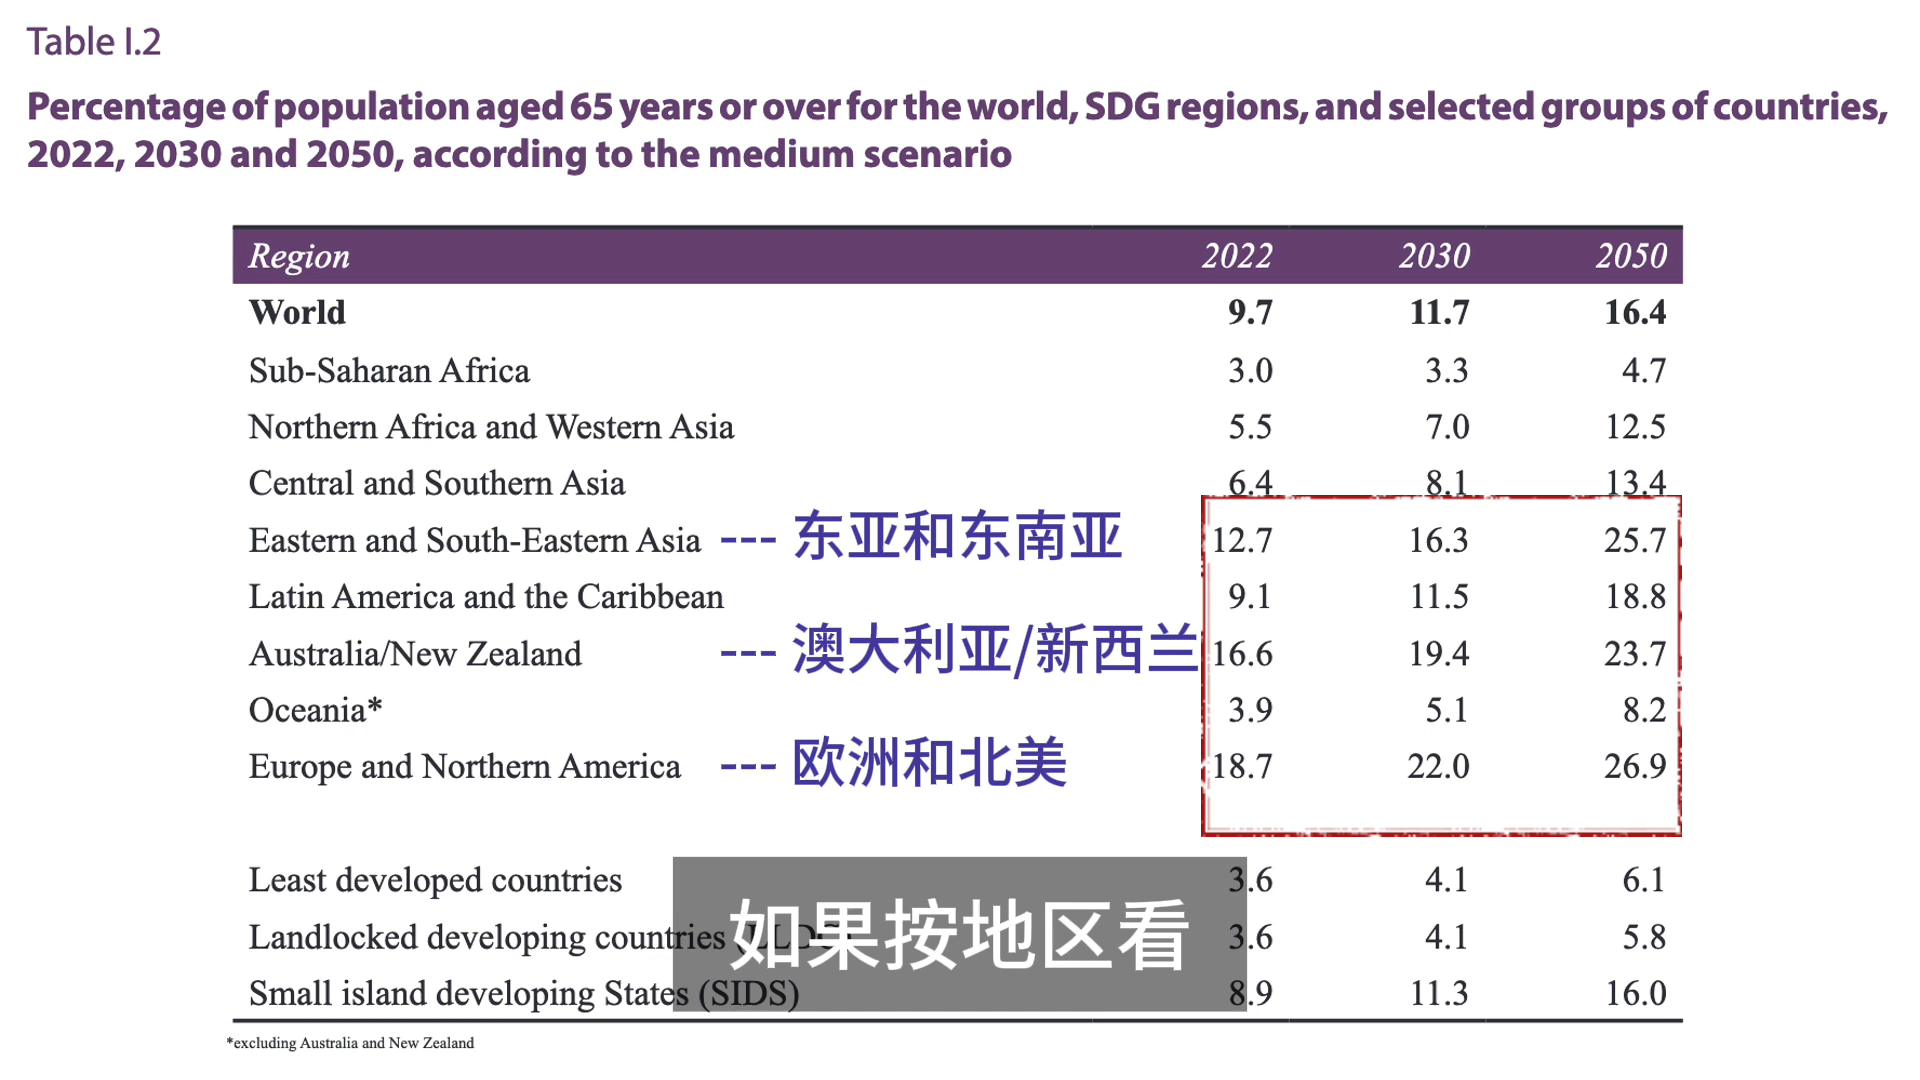 Table I.2
Percentage of population aged 65 years or over for the world, SDG regions, and selected groups of countries,
2022, 2030 and 2050, according to the medium scenario
Region 2022 2030 2050
World 9.7 11.7 16.4
Sub-Saharan Africa 3.0 3.3 4.7
Northern Africa and Western Asia 5.5 7.0 12.5
Central and Southern Asia 6.4 8.1 13.4
Eastern and South-Eastern Asia --- 东亚和东南亚 12.7 16.3 25.7
Latin America and the Caribbean 9.1 11.5 18.8
Australia/New Zealand --- 澳大利亚/新西兰 16.6 19.4 23.7
Oceania* 3.9 5.1 8.2
Europe and Northern America --- 欧洲和北美 18.7 22.0 26.9
Least developed countries 3.6 4.1 6.1
Landlocked developing countries (LLDC) 3.6 4.1 5.8
如果按地区看
Small island developing States (SIDS) 8.9 11.3 16.0
*excluding Australia and New Zealand